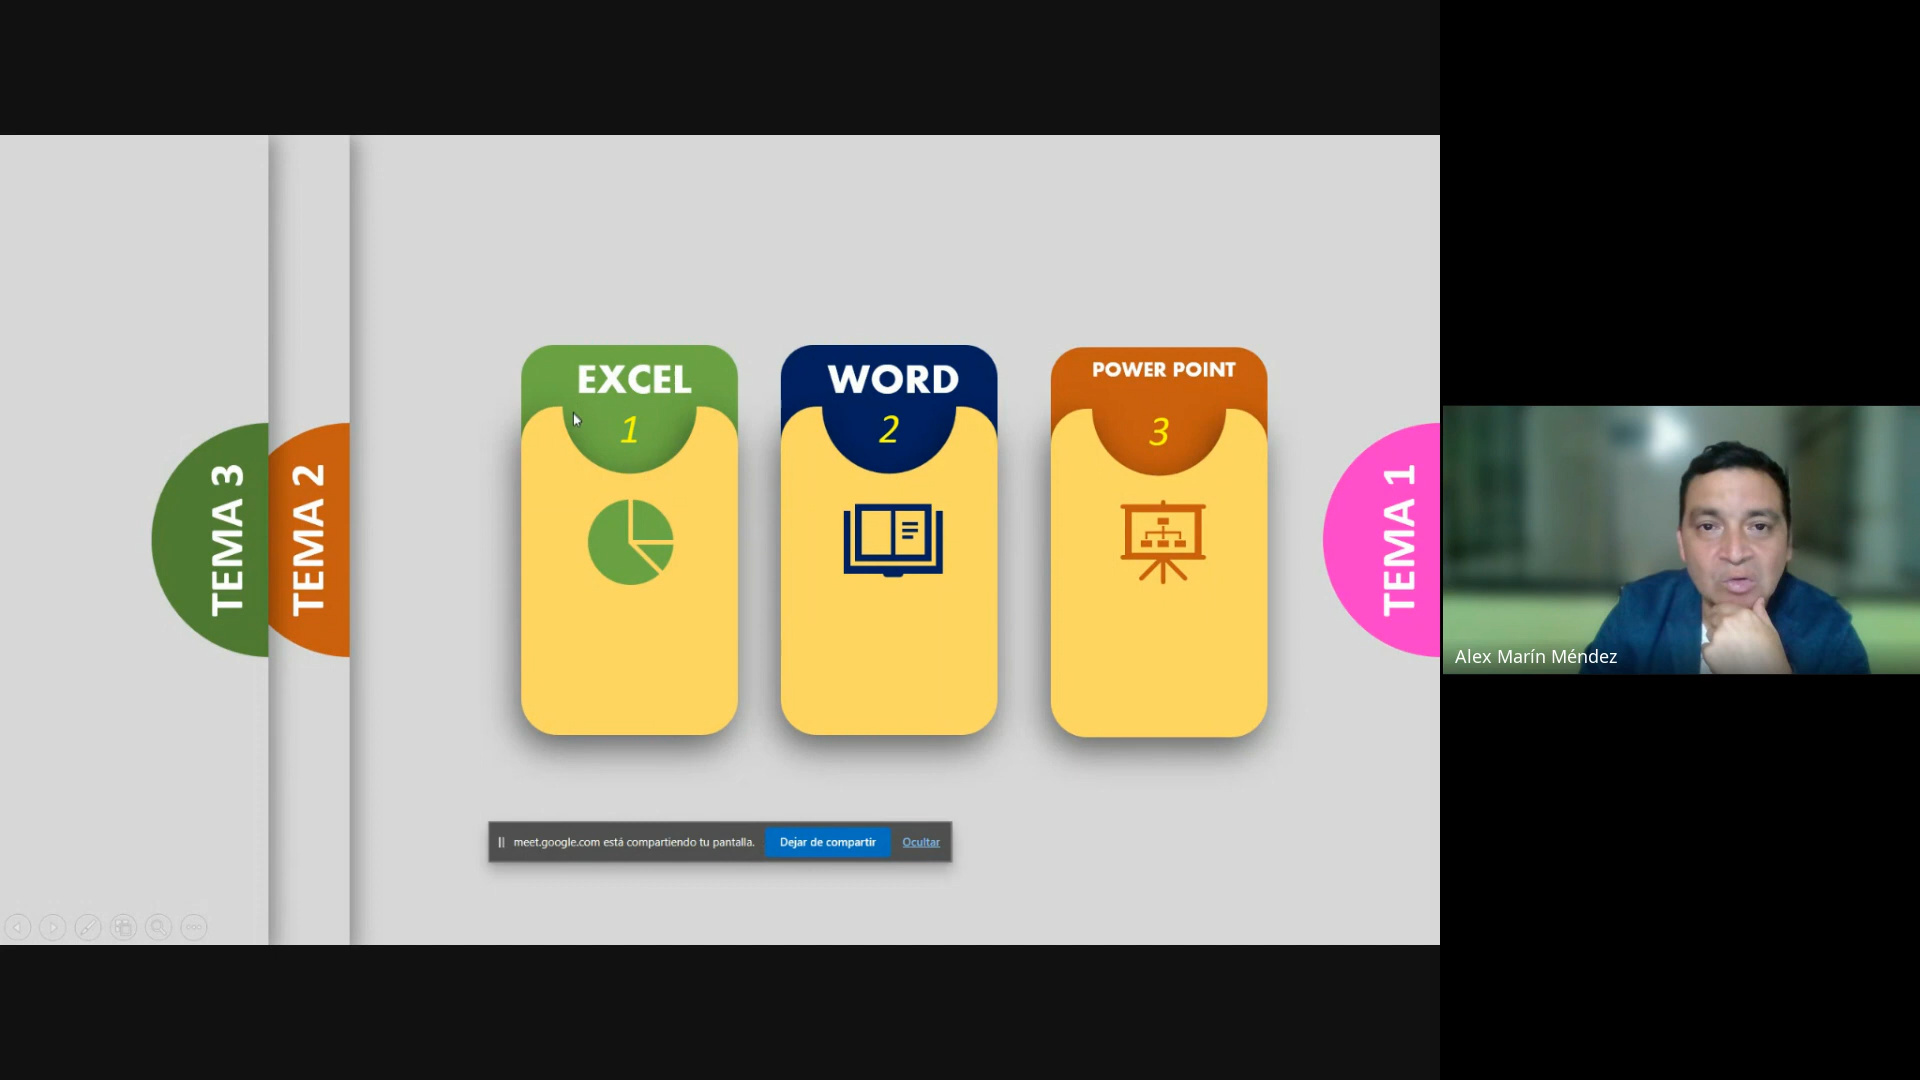 TEMA 3
TEMA 2
EXCEL
1
WORD
2
POWER POINT
3
TEMA 1
meet.google.com está compartiendo tu pantalla.
Dejar de compartir
Ocultar
Alex Marín Méndez